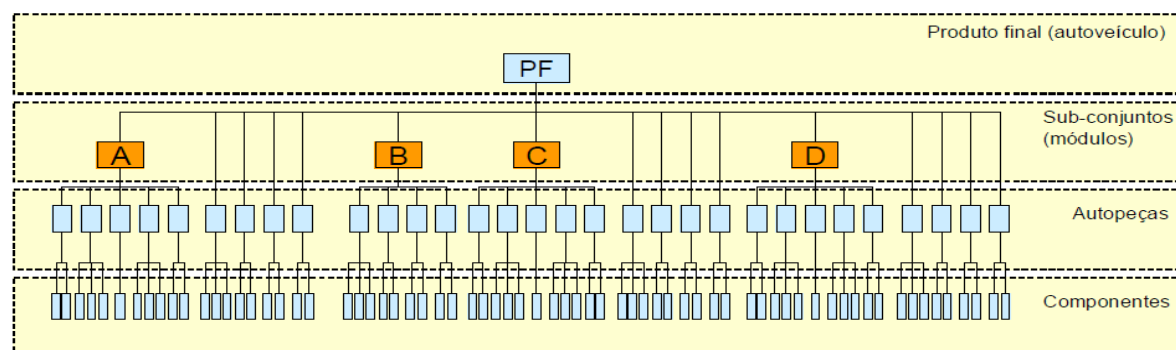 Produto final (autoveículo)
PF
Sub-conjuntos
(módulos)
A
B
C
D
Autopeças
Componentes